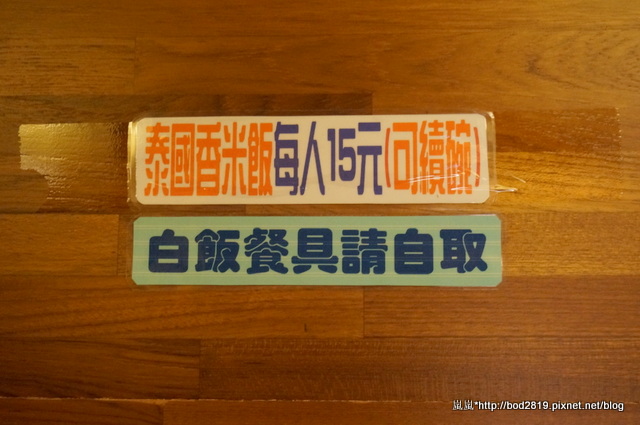 泰國香米飯每人15元(可續碗)
白飯餐具請自取
嵐嵐*http://bod2819.pixnet.net/blog